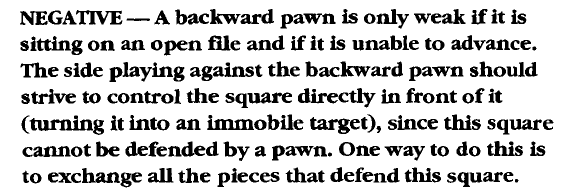 NEGATIVE — A backward pawn is only weak if it is
sitting on an open file and if it is unable to advance.
The side playing against the backward pawn should
strive to control the square directly in front of it
(turning it into an immobile target), since this square
cannot be defended by a pawn. One way to do this is
to exchange all the pieces that defend this square.